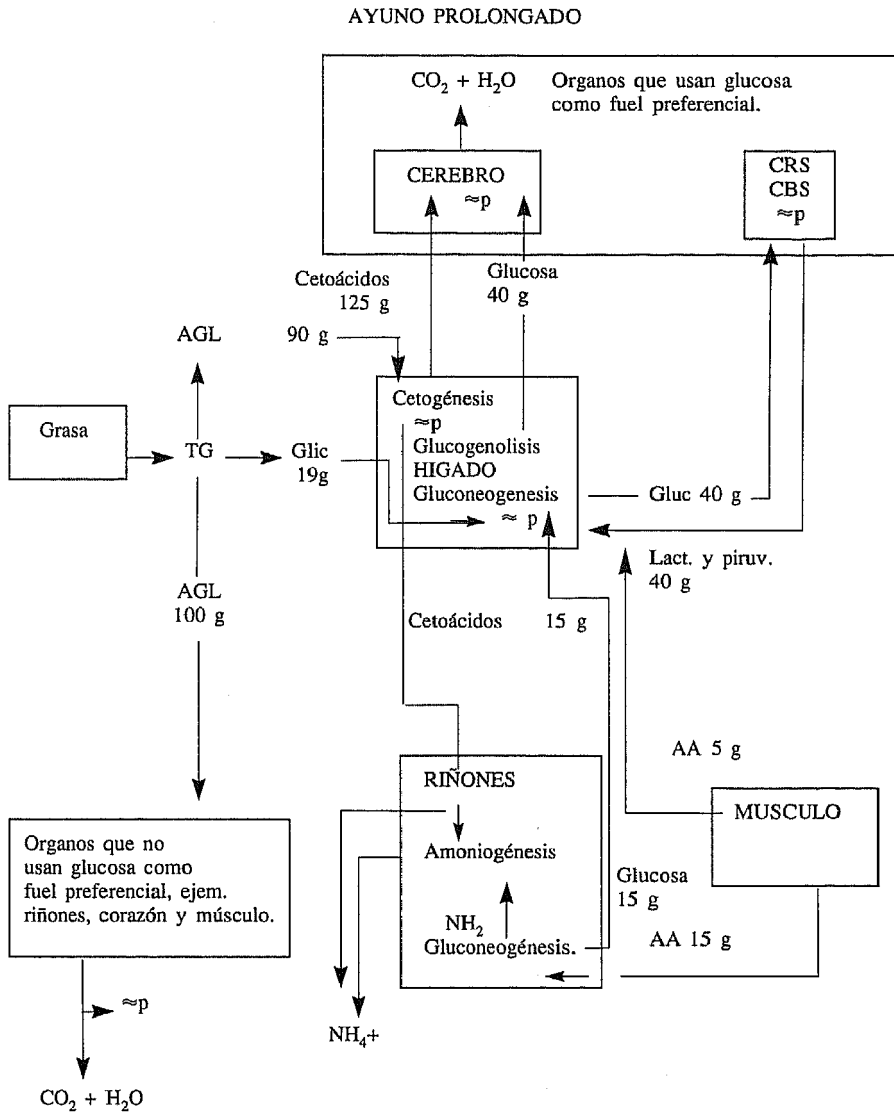 AYUNO PROLONGADO
CO₂ + H₂O
Organos que usan glucosa
como fuel preferencial.
CEREBRO
≈p
CRS
CBS
≈p
Cetoácidos
125 g
Glucosa
40 g
AGL
90 g
Grasa
TG
Glic
19g
Cetogénesis
≈p
Glucogenolisis
HIGADO
Gluconeogenesis
≈ p
Gluc 40 g
Lact. y piruv.
40 g
AGL
100 g
Cetoácidos
15 g
AA 5 g
RIÑONES
Amoniogénesis
NH₂
Gluconeogénesis.
Glucosa
15 g
MUSCULO
AA 15 g
Organos que no
usan glucosa como
fuel preferencial, ejem.
riñones, corazón y músculo.
≈p
NH₄+
CO₂ + H₂O